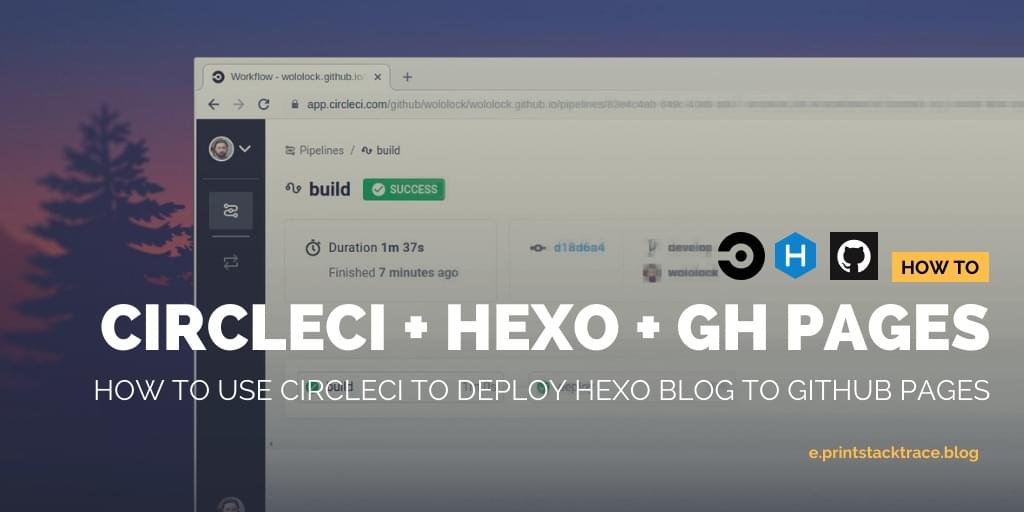 Workflow - wololock.github.io/
app.circleci.com/github/wololock/wololock.github.io/pipelines/
Pipelines / build
build SUCCESS
Duration 1m 37s
d18d6a4 develop
Finished 7 minutes ago
wololock
H
HOW TO
CIRCLECI + HEXO + GH PAGES
HOW TO USE CIRCLECI TO DEPLOY HEXO BLOG TO GITHUB PAGES
build
e.printstacktrace.blog